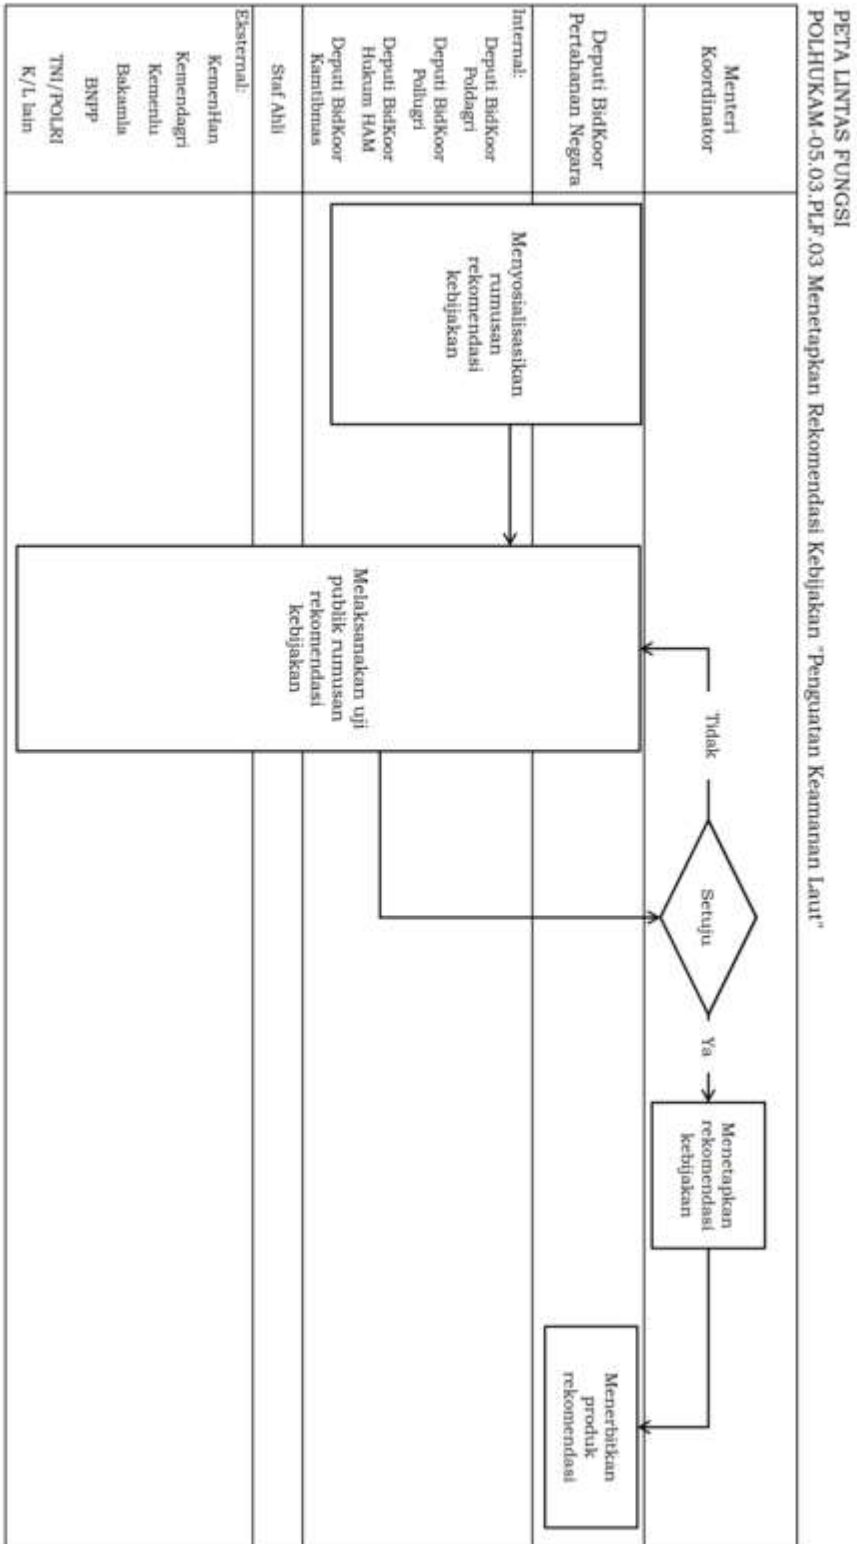 PETA LINTAS FUNGSI
POLHUKAM-05.03.PLF.03 Menetapkan Rekomendasi Kebijakan "Penguatan Keamanan Laut"
Menteri
Koordinator
Deputi BidKoor
Pertahanan Negara
Internal:
Deputi BidKoor
Poldagri
Deputi BidKoor
Pollugri
Deputi BidKoor
Hukum HAM
Deputi BidKoor
Kamtibmas
Staf Ahli
Eksternal:
KemenHan
Kemendagri
Kemenlu
Bakamla
BNPP
TNI/POLRI
K/L lain
Menyosialisasikan
rumusan
rekomendasi
kebijakan
Melaksanakan uji
publik rumusan
rekomendasi
kebijakan
Tidak
Setuju
Ya
Menetapkan
rekomendasi
kebijakan
Menerbitkan
produk
rekomendasi